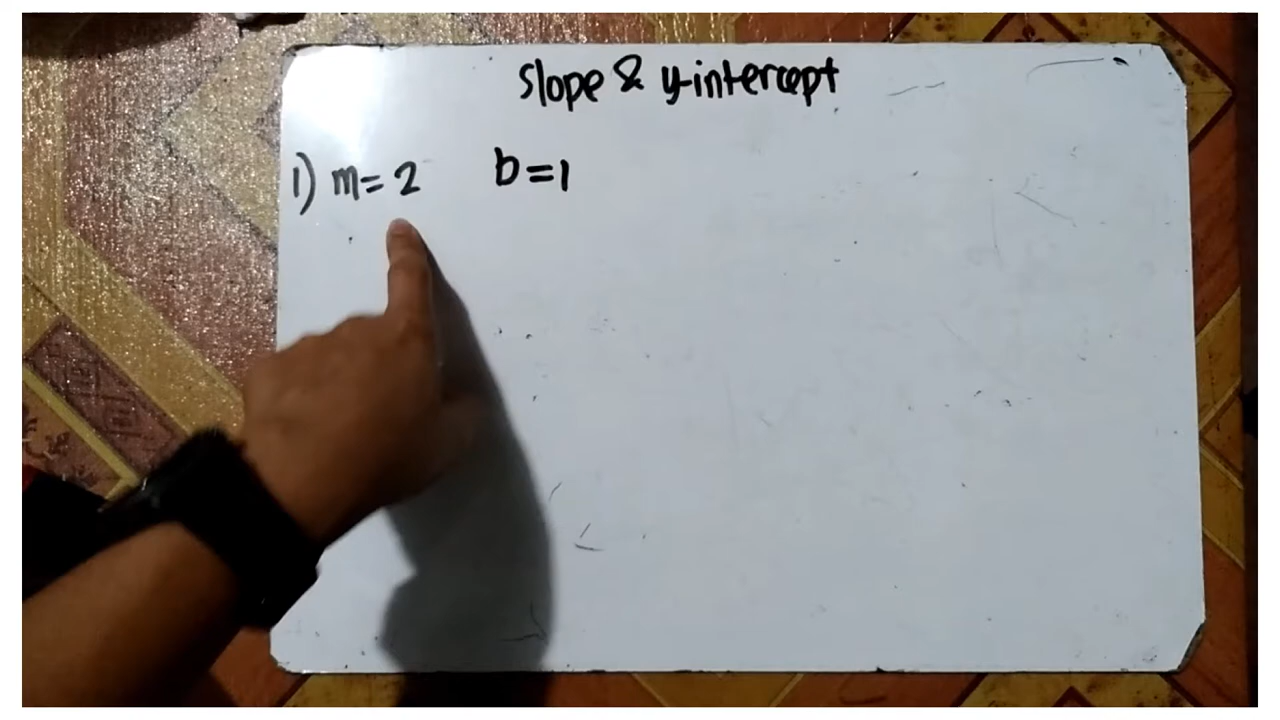 slope & y-intercept
1) m=2 b=1